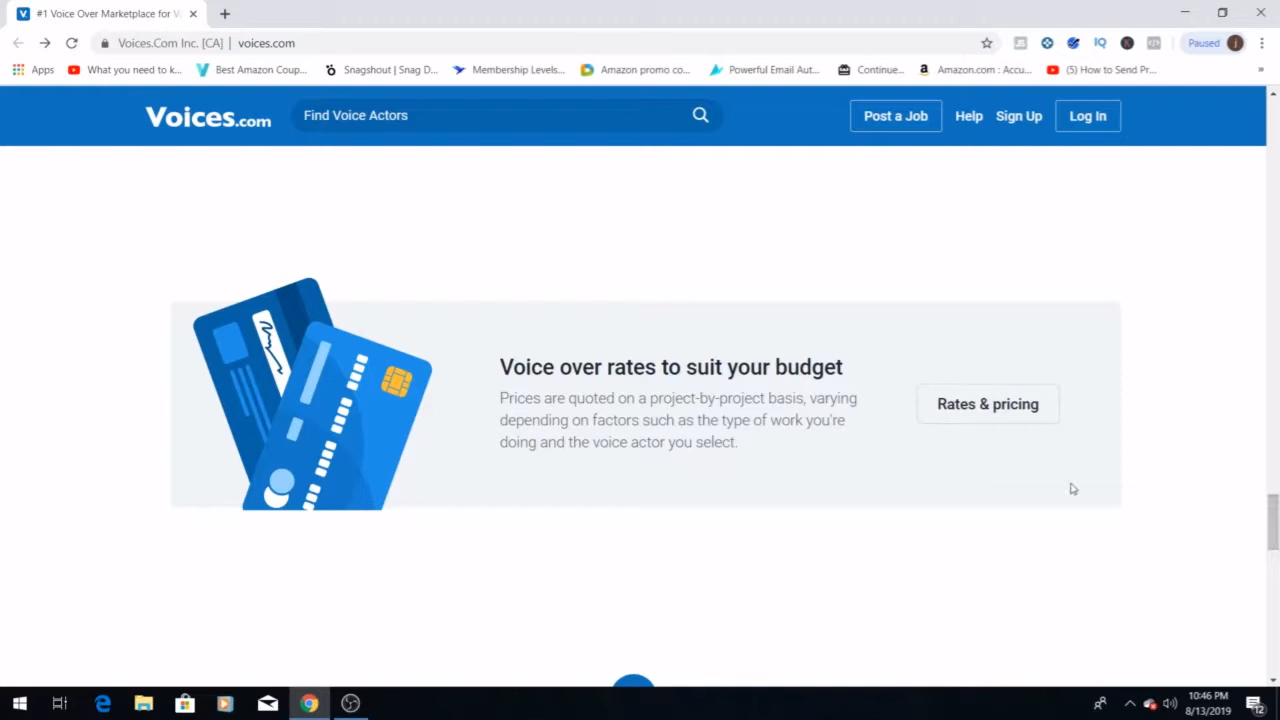 #1 Voice Over Marketplace for V
Voices.Com Inc. [CA] | voices.com
IQ
Paused
Apps
What you need to k...
Best Amazon Coup...
Snagshout | Snag D...
Membership Levels...
Amazon promo co...
Powerful Email Aut...
Continue...
Amazon.com : Accu...
(5) How to Send Pr...
»
Voices.com
Find Voice Actors
Post a Job
Help
Sign Up
Log In
Voice over rates to suit your budget
Prices are quoted on a project-by-project basis, varying
depending on factors such as the type of work you're
doing and the voice actor you select.
Rates & pricing
10:46 PM
8/13/2019
12